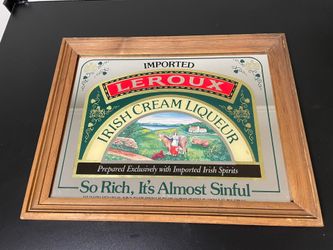 IMPORTED
LEROUX
IRISH CREAM LIQUEUR
Prepared Exclusively with Imported Irish Spirits
So Rich, It's Almost Sinful